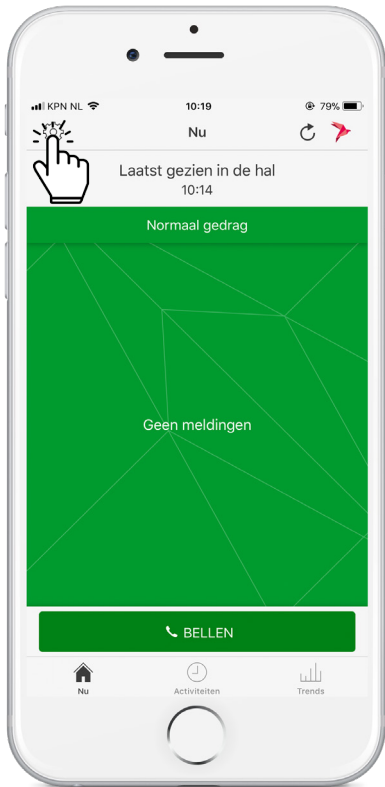 KPN NL 10:19 79%
Nu
Laatst gezien in de hal
10:14
Normaal gedrag
Geen meldingen
BELLEN
Nu Activiteiten Trends